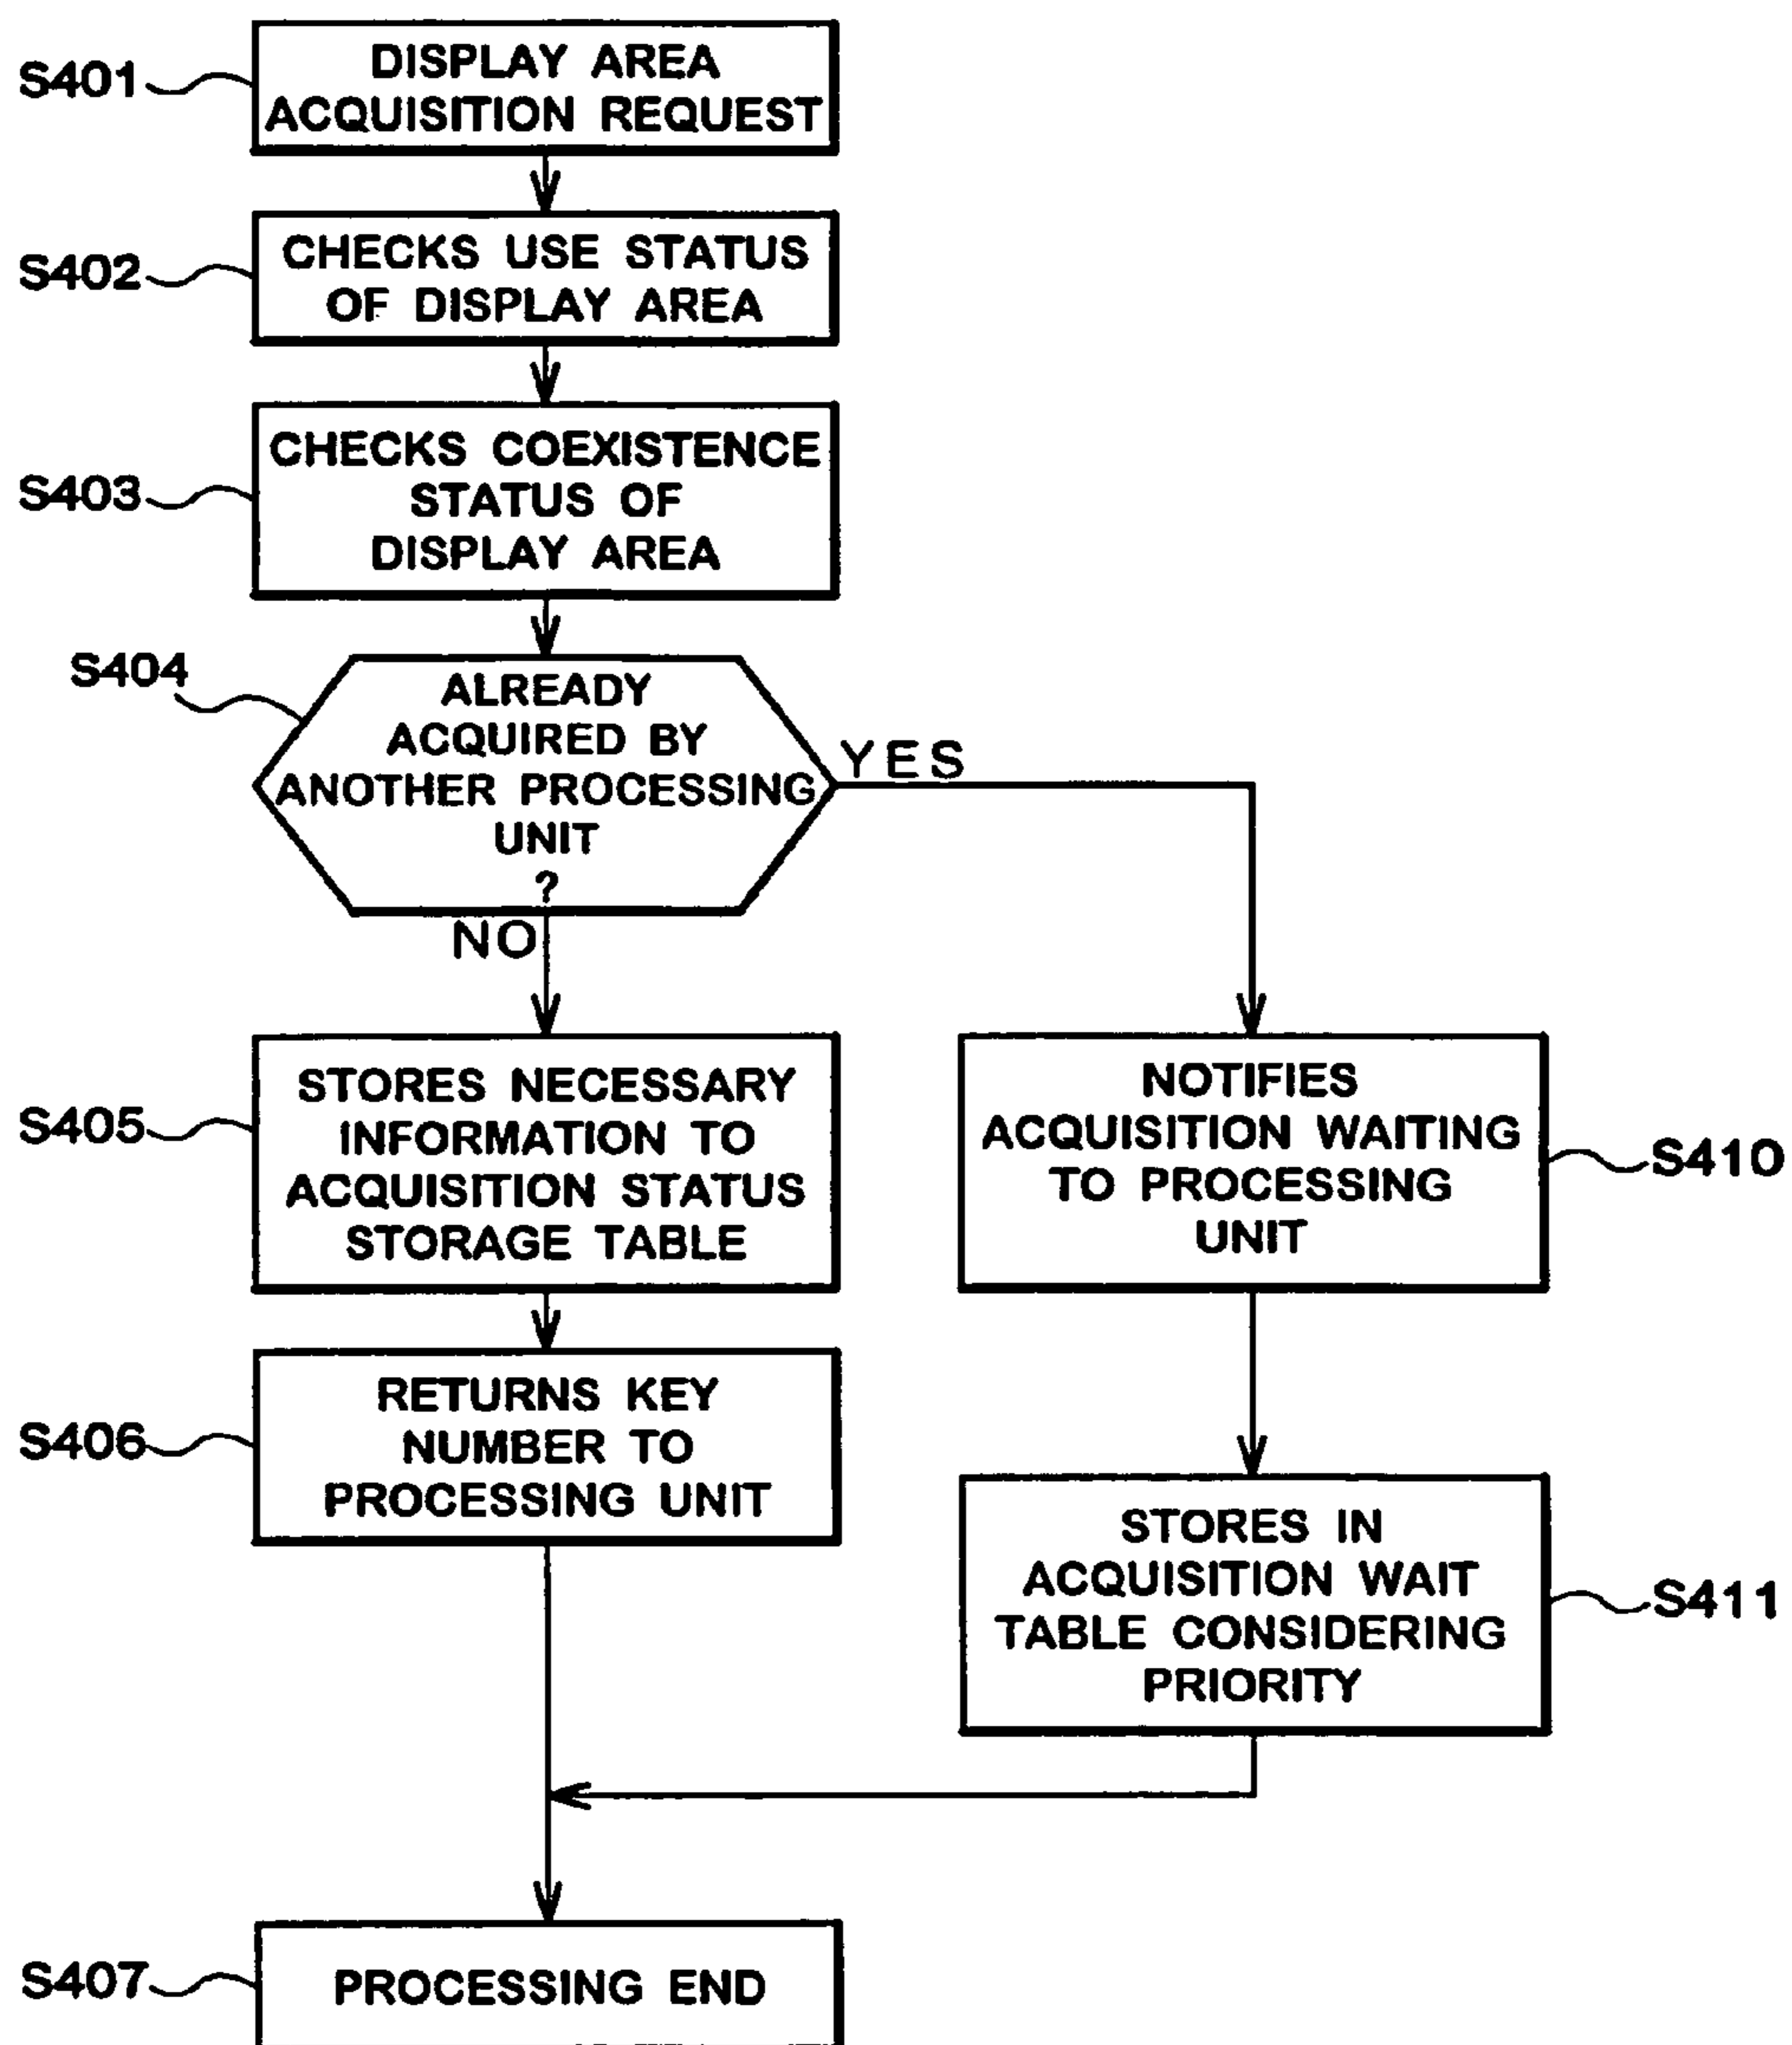 S401
DISPLAY AREA
ACQUISITION REQUEST
S402
CHECKS USE STATUS
OF DISPLAY AREA
S403
CHECKS COEXISTENCE
STATUS OF
DISPLAY AREA
S404
ALREADY
ACQUIRED BY
ANOTHER PROCESSING
UNIT
?
YES
NO
S405
STORES NECESSARY
INFORMATION TO
ACQUISITION STATUS
STORAGE TABLE
NOTIFIES
ACQUISITION WAITING
TO PROCESSING
UNIT
S410
S406
RETURNS KEY
NUMBER TO
PROCESSING UNIT
STORES IN
ACQUISITION WAIT
TABLE CONSIDERING
PRIORITY
S411
S407
PROCESSING END